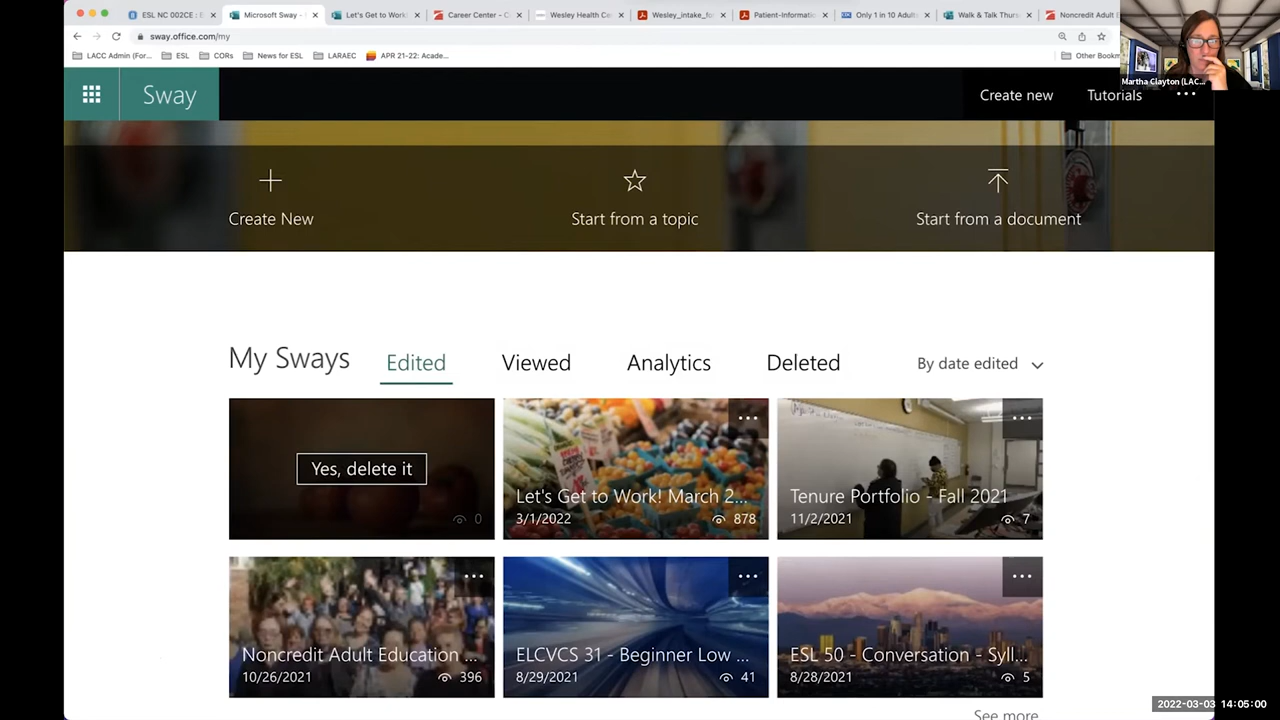 ESL NC 002CE : E
Microsoft Sway -
Let's Get to Work!
Career Center - C
Wesley Health Ce
Wesley_intake_fo
Patient-Informatio
Only 1 in 10 Adult
Walk & Talk Thurs
Noncredit Adult E
sway.office.com/my
LACC Admin (For...
ESL
CORs
News for ESL
LARAEC
APR 21-22: Acade...
Other Bookm
Martha Clayton (LAC...
Sway
Create new
Tutorials
Create New
Start from a topic
Start from a document
My Sways
Edited
Viewed
Analytics
Deleted
By date edited
Yes, delete it
0
Let's Get to Work! March 2...
3/1/2022
878
Tenure Portfolio - Fall 2021
11/2/2021
7
Noncredit Adult Education ...
10/26/2021
396
ELCVCS 31 - Beginner Low ...
8/29/2021
41
ESL 50 - Conversation - Syll...
8/28/2021
5
See more
2022-03-03 14:05:00